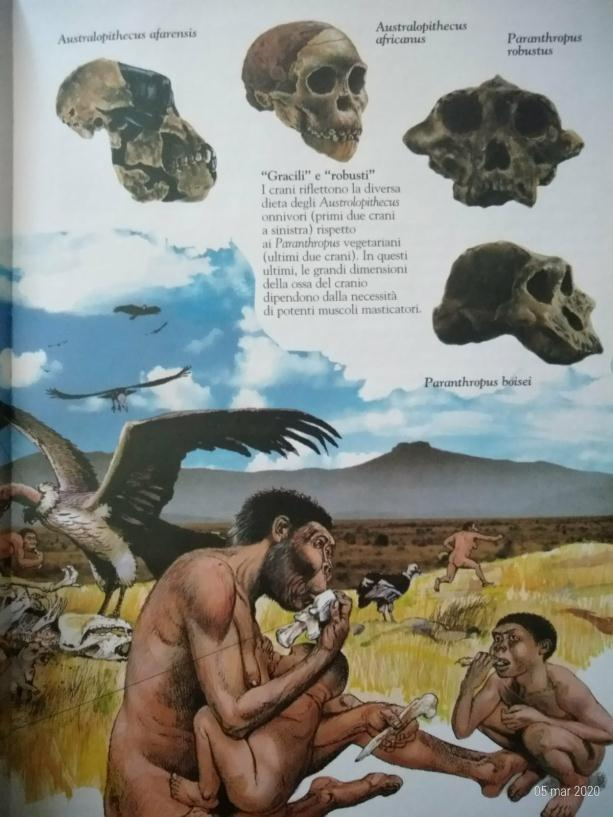 Australopithecus afarensis
Australopithecus
africanus
Paranthropus
robustus
"Gracili" e "robusti"
I crani riflettono la diversa
dieta degli Austrolopithecus
onnivori (primi due crani
a sinistra) rispetto
ai Paranthropus vegetariani
(ultimi due crani). In questi
ultimi, le grandi dimensioni
della ossa del cranio
dipendono dalla necessità
di potenti muscoli masticatori.
Paranthropus böisei
05 mar 2020